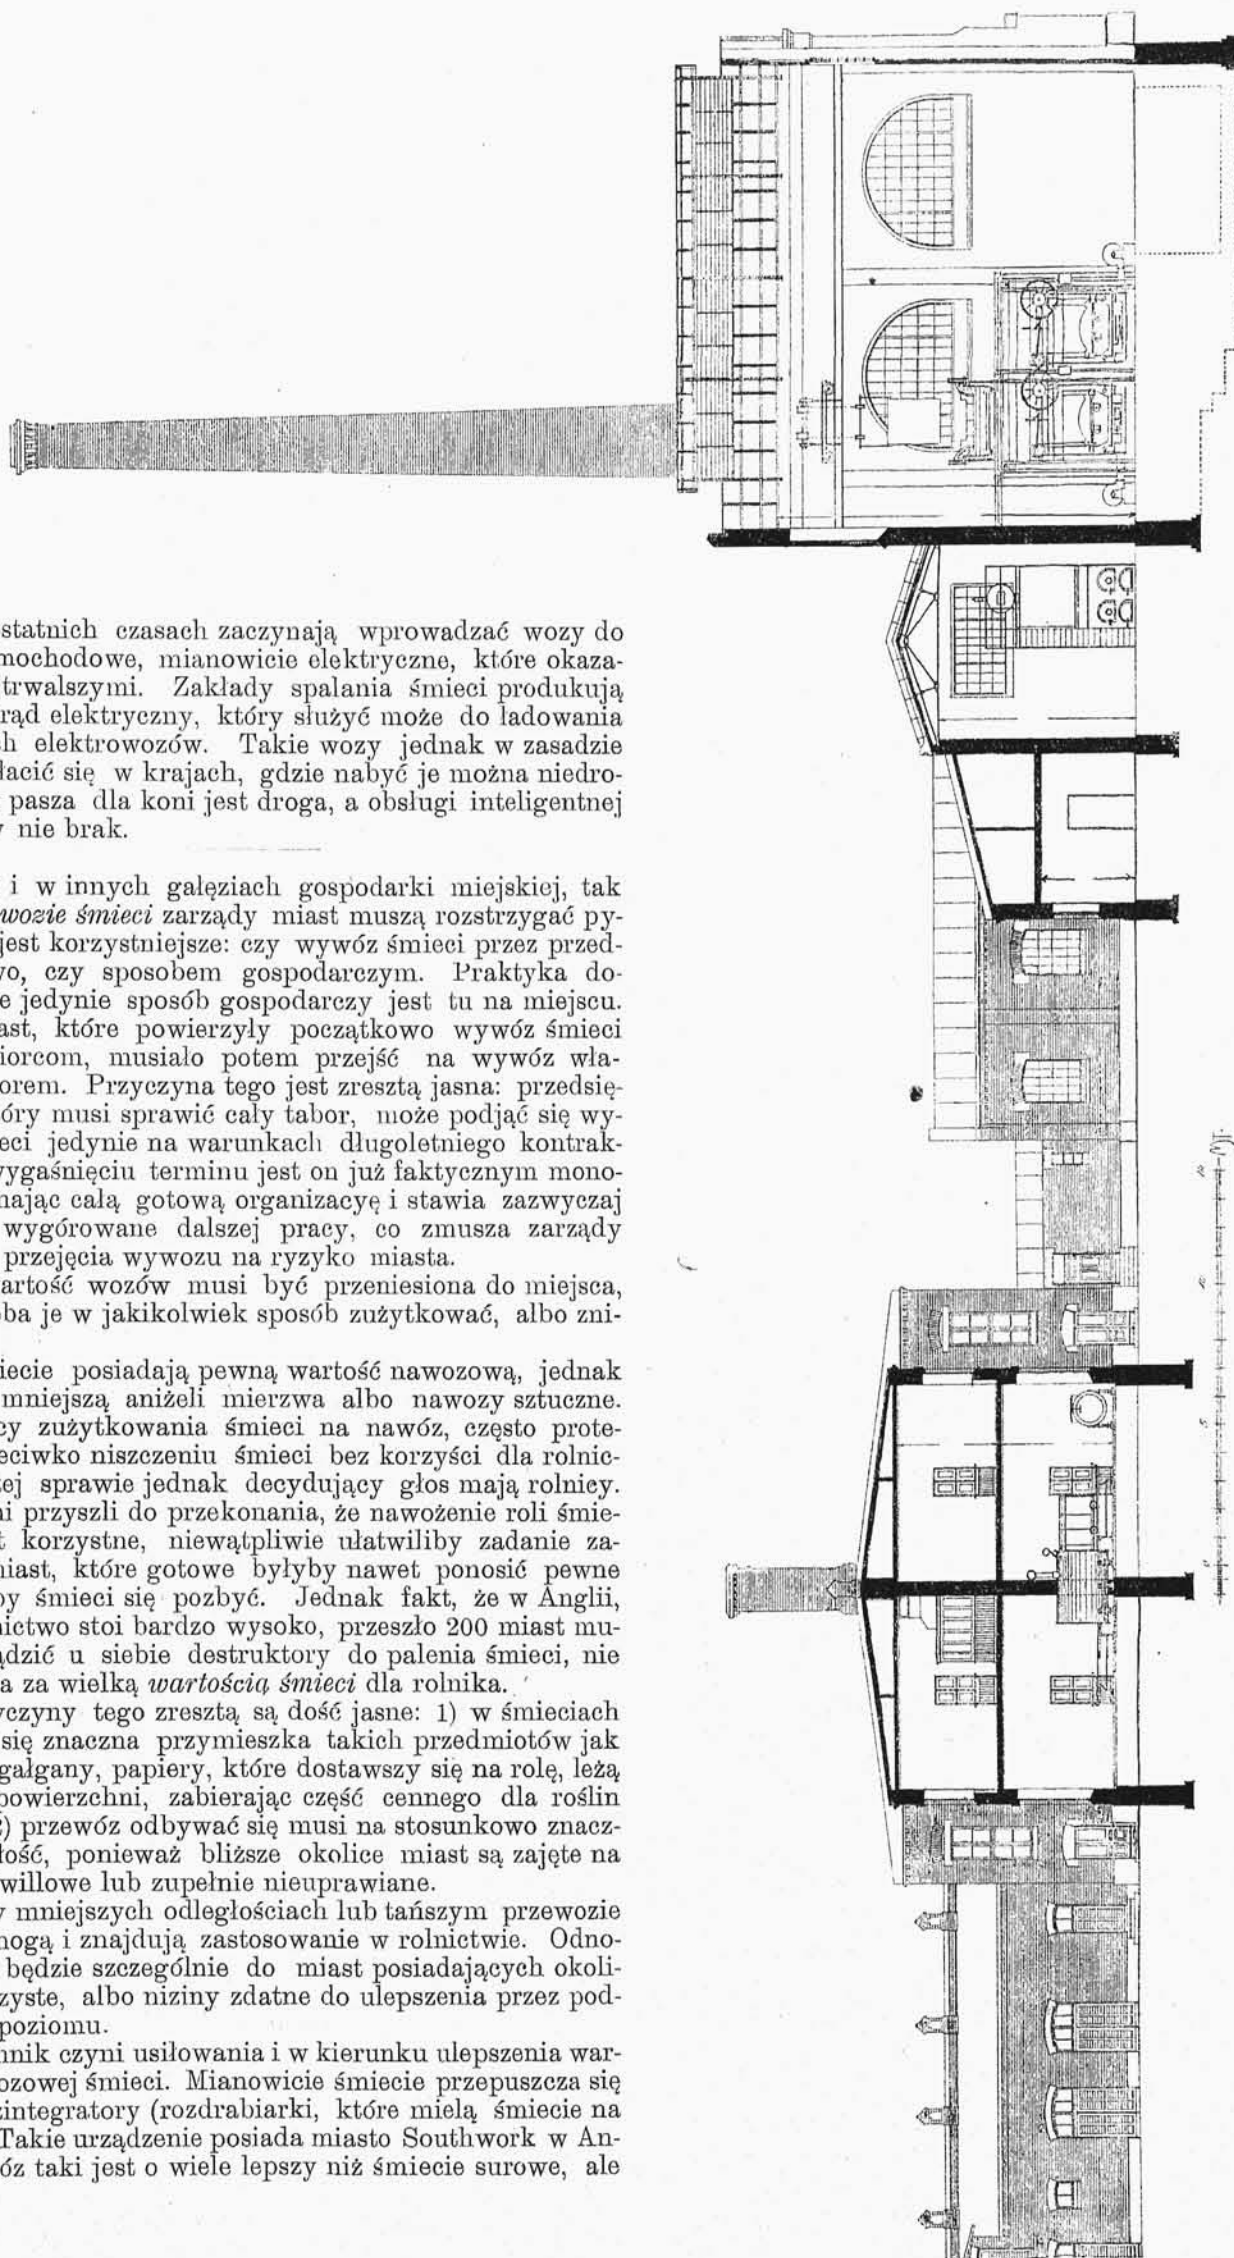 statnich czasach zaczynają wprowadzać wozy do
mochodowe, mianowicie elektryczne, które okaza-
trwalszymi. Zakłady spalania śmieci produkują
rąd elektryczny, który służyć może do ładowania
h elektrowozów. Takie wozy jednak w zasadzie
łacić się w krajach, gdzie nabyć je można niedro-
pasza dla koni jest droga, a obsługi inteligentnej
nie brak.
i w innych gałęziach gospodarki miejskiej, tak
wozie śmieci zarządy miast muszą rozstrzygać py-
jest korzystniejsze: czy wywóz śmieci przez przed-
wo, czy sposobem gospodarczym. Praktyka do-
e jedynie sposób gospodarczy jest tu na miejscu.
ast, które powierzyły początkowo wywóz śmieci
iorcom, musiało potem przejść na wywóz wła-
orem. Przyczyna tego jest zresztą jasna: przedsię-
óry musi sprawić cały tabor, może podjąć się wy-
eci jedynie na warunkach długoletniego kontrak-
wygaśnięciu terminu jest on już faktycznym mono-
mając całą gotową organizacyę i stawia zazwyczaj
wygórowane dalszej pracy, co zmusza zarządy
przejęcia wywozu na ryzyko miasta.
artość wozów musi być przeniesiona do miejsca,
ba je w jakikolwiek sposób zużytkować, albo zni-
iecie posiadają pewną wartość nawozową, jednak
mniejszą aniżeli mierzwa albo nawozy sztuczne.
cy zużytkowania śmieci na nawóz, często prote-
eciwko niszczeniu śmieci bez korzyści dla rolnic-
ej sprawie jednak decydujący głos mają rolnicy.
ni przyszli do przekonania, że nawożenie roli śmie-
t korzystne, niewątpliwie ułatwiliby zadanie za-
miast, które gotowe byłyby nawet ponosić pewne
by śmieci się pozbyć. Jednak fakt, że w Anglii,
nictwo stoi bardzo wysoko, przeszło 200 miast mu-
ądzić u siebie destruktory do palenia śmieci, nie
a za wielką wartością śmieci dla rolnika.
yczyny tego zresztą są dość jasne: 1) w śmieciach
się znaczna przymieszka takich przedmiotów jak
gałgany, papiery, które dostawszy się na rolę, leżą
powierzchni, zabierając część cennego dla roślin
2) przewóz odbywać się musi na stosunkowo znacz-
łość, ponieważ bliższe okolice miast są zajęte na
willowe lub zupełnie nieuprawiane.
y mniejszych odległościach lub tańszym przewozie
mogą i znajdują zastosowanie w rolnictwie. Odno-
będzie szczególnie do miast posiadających okoli-
zyste, albo niziny zdatne do ulepszenia przez pod-
poziomu.
nnik czyni usiłowania i w kierunku ulepszenia war-
ozowej śmieci. Mianowicie śmiecie przepuszcza się
zintegratory (rozdrabiarki, które mielą śmiecie na
Takie urządzenie posiada miasto Southwork w An-
óz taki jest o wiele lepszy niż śmiecie surowe, ale